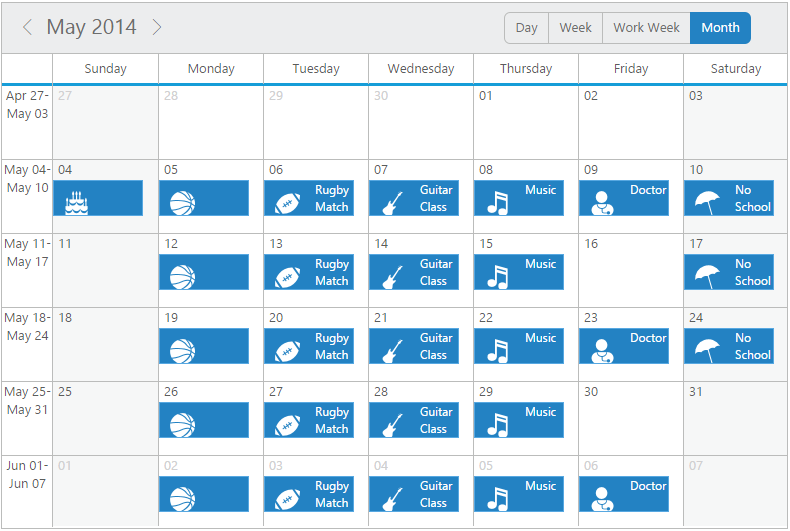 May 2014
Day Week Work Week Month
Sunday Monday Tuesday Wednesday Thursday Friday Saturday
Apr 27-
May 03
27 28 29 30 01 02 03
May 04-
May 10
04 05 06 07 08 09 10
Rugby
Match
Guitar
Class
Music
Doctor
No
School
May 11-
May 17
11 12 13 14 15 16 17
Rugby
Match
Guitar
Class
Music
No
School
May 18-
May 24
18 19 20 21 22 23 24
Rugby
Match
Guitar
Class
Music
Doctor
No
School
May 25-
May 31
25 26 27 28 29 30 31
Rugby
Match
Guitar
Class
Music
Jun 01-
Jun 07
01 02 03 04 05 06 07
Rugby
Match
Guitar
Class
Music
Doctor